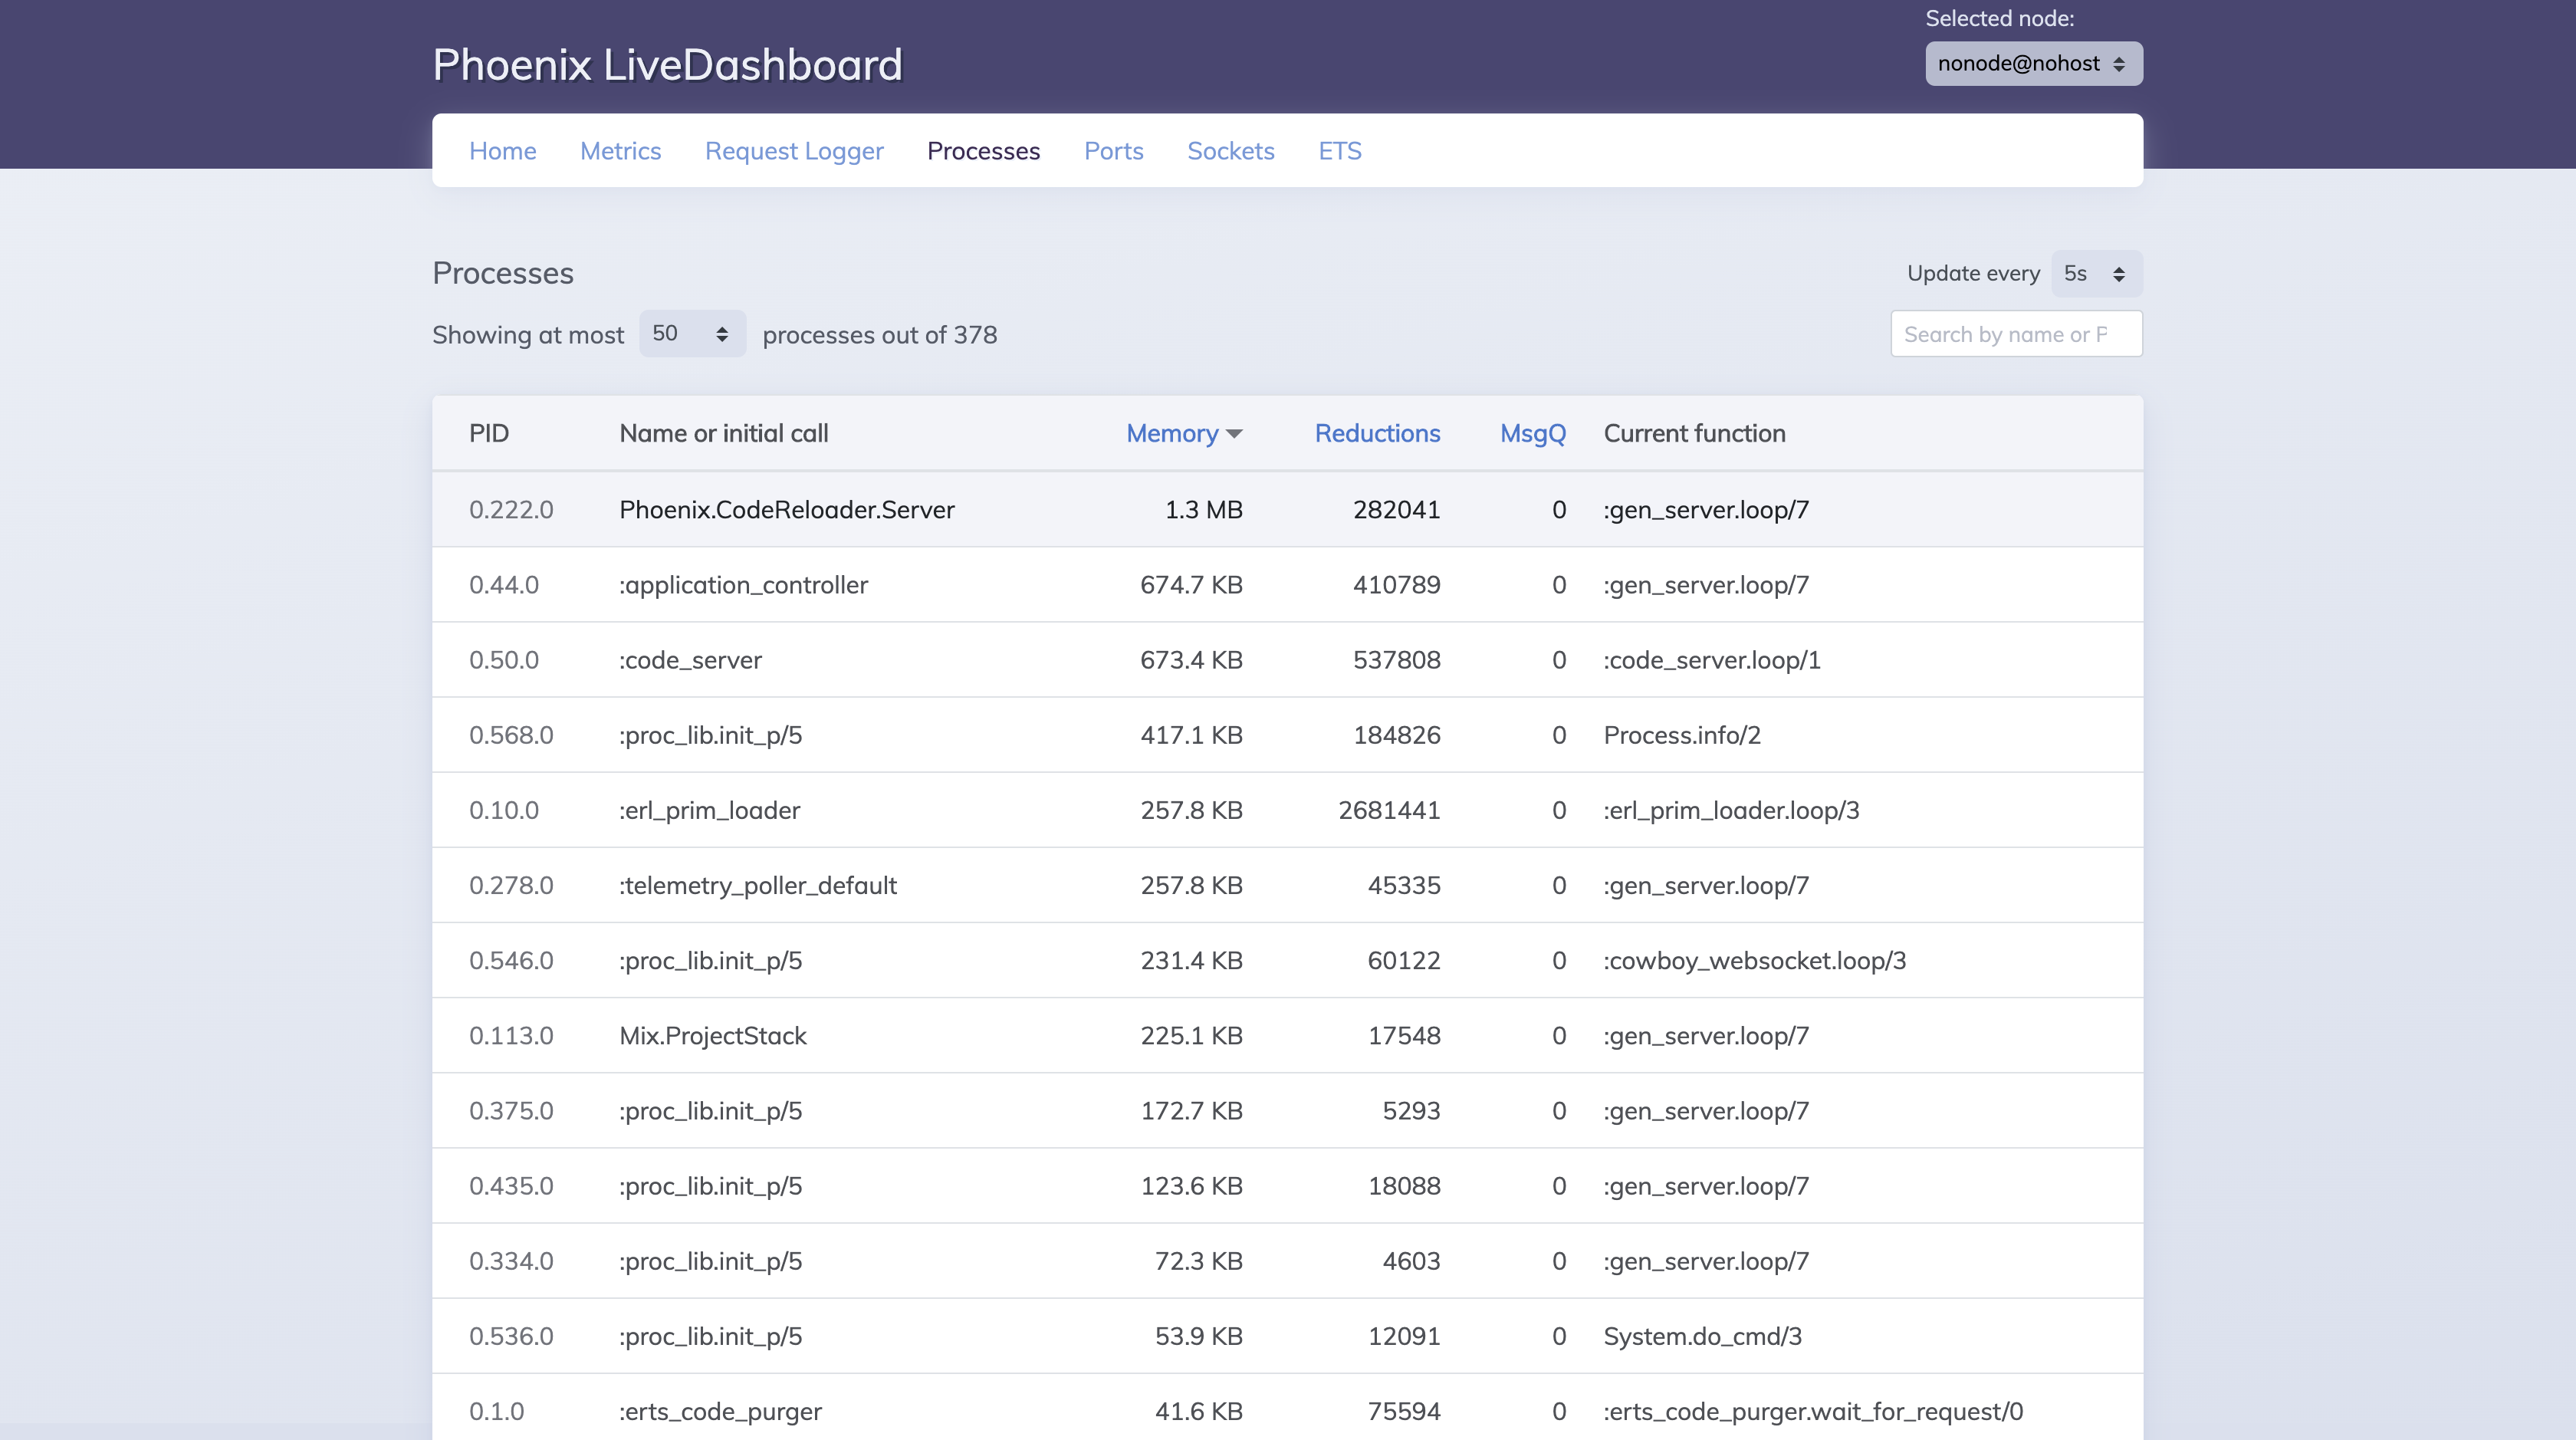 Selected node:
Phoenix LiveDashboard
nonode@nohost
Home Metrics Request Logger Processes Ports Sockets ETS
Processes
Update every 5s
Showing at most 50 processes out of 378
Search by name or P
PID Name or initial call Memory Reductions MsgQ Current function
0.222.0 Phoenix.CodeReloader.Server 1.3 MB 282041 0 :gen_server.loop/7
0.44.0 :application_controller 674.7 KB 410789 0 :gen_server.loop/7
0.50.0 :code_server 673.4 KB 537808 0 :code_server.loop/1
0.568.0 :proc_lib.init_p/5 417.1 KB 184826 0 Process.info/2
0.10.0 :erl_prim_loader 257.8 KB 2681441 0 :erl_prim_loader.loop/3
0.278.0 :telemetry_poller_default 257.8 KB 45335 0 :gen_server.loop/7
0.546.0 :proc_lib.init_p/5 231.4 KB 60122 0 :cowboy_websocket.loop/3
0.113.0 Mix.ProjectStack 225.1 KB 17548 0 :gen_server.loop/7
0.375.0 :proc_lib.init_p/5 172.7 KB 5293 0 :gen_server.loop/7
0.435.0 :proc_lib.init_p/5 123.6 KB 18088 0 :gen_server.loop/7
0.334.0 :proc_lib.init_p/5 72.3 KB 4603 0 :gen_server.loop/7
0.536.0 :proc_lib.init_p/5 53.9 KB 12091 0 System.do_cmd/3
0.1.0 :erts_code_purger 41.6 KB 75594 0 :erts_code_purger.wait_for_request/0